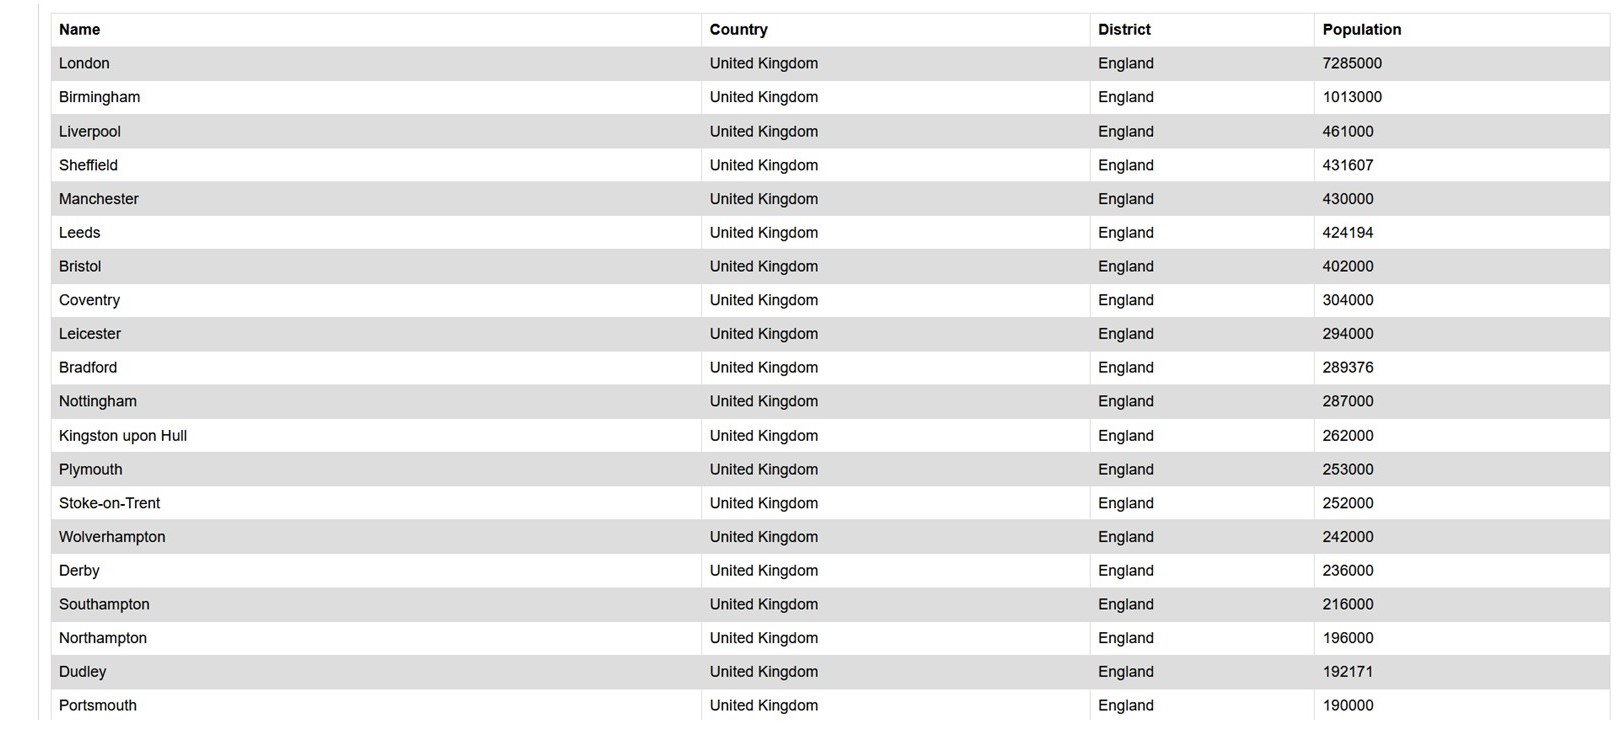 Name Country District Population
London United Kingdom England 7285000
Birmingham United Kingdom England 1013000
Liverpool United Kingdom England 461000
Sheffield United Kingdom England 431607
Manchester United Kingdom England 430000
Leeds United Kingdom England 424194
Bristol United Kingdom England 402000
Coventry United Kingdom England 304000
Leicester United Kingdom England 294000
Bradford United Kingdom England 289376
Nottingham United Kingdom England 287000
Kingston upon Hull United Kingdom England 262000
Plymouth United Kingdom England 253000
Stoke-on-Trent United Kingdom England 252000
Wolverhampton United Kingdom England 242000
Derby United Kingdom England 236000
Southampton United Kingdom England 216000
Northampton United Kingdom England 196000
Dudley United Kingdom England 192171
Portsmouth United Kingdom England 190000